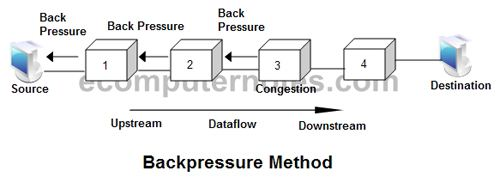 Back
Pressure
Back Pressure
Back
Pressure
1
2
3
4
ecomputernotes.com
Source
Congestion
Destination
Upstream
Dataflow
Downstream
Backpressure Method